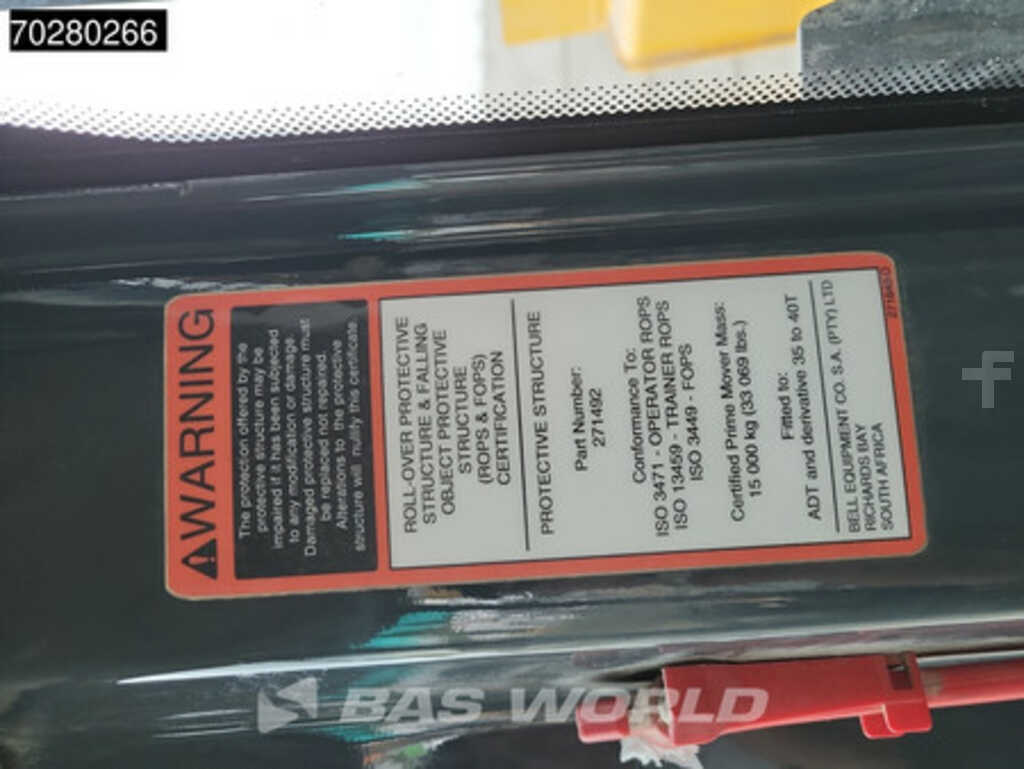 70280266
WARNING
The protection offered by the
protective structure may be
impaired if it has been subjected
to any modification or damage.
Damaged protective structure must
be replaced not repaired.
Alterations to the protective
structure will nullify this certificate.
ROLL-OVER PROTECTIVE
STRUCTURE & FALLING
OBJECT PROTECTIVE
STRUCTURE
(ROPS & FOPS)
CERTIFICATION
PROTECTIVE STRUCTURE
Part Number:
271492
Conformance To:
ISO 3471 - OPERATOR ROPS
ISO 13459 - TRAINER ROPS
ISO 3449 - FOPS
Certified Prime Mover Mass:
15 000 kg (33 069 lbs.)
Fitted to:
ADT and derivative 35 to 40T
BELL EQUIPMENT CO. S.A. (PTY) LTD
RICHARDS BAY
SOUTH AFRICA
BAS WORLD